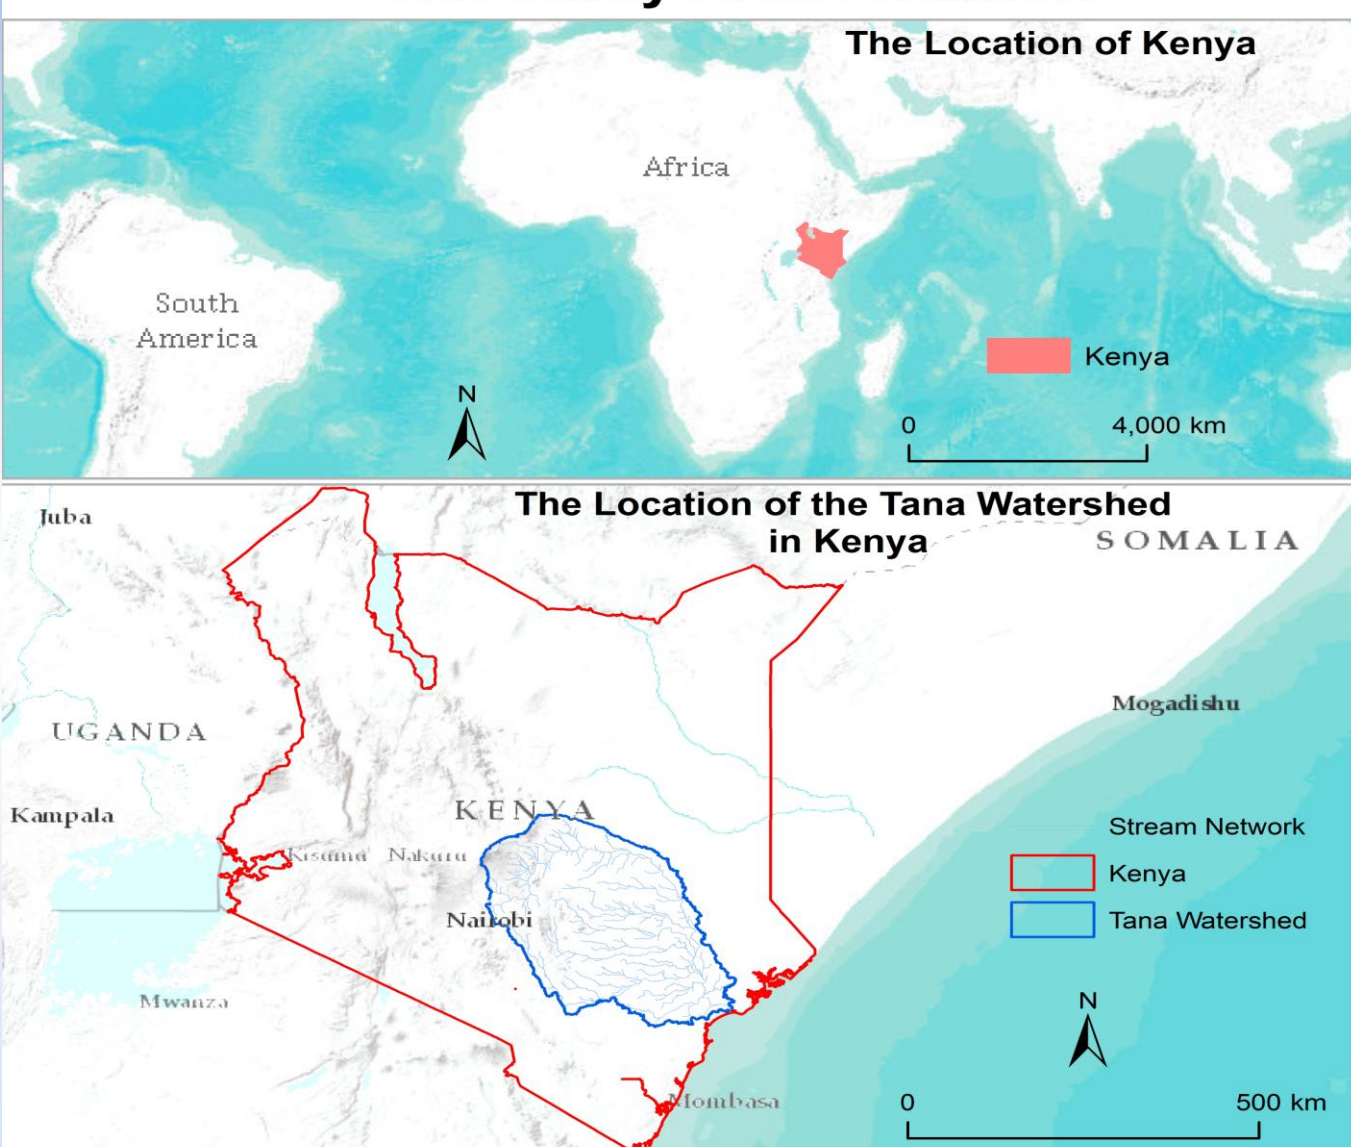 The Location of Kenya
Africa
South
America
Kenya
N
0 4,000 km
The Location of the Tana Watershed
in Kenya
Juba
SOMALIA
Mogadishu
UGANDA
Kampala
KENYA
Kisumu Nakuru
Nairobi
Mwanza
Mombasa
Stream Network
Kenya
Tana Watershed
N
0 500 km